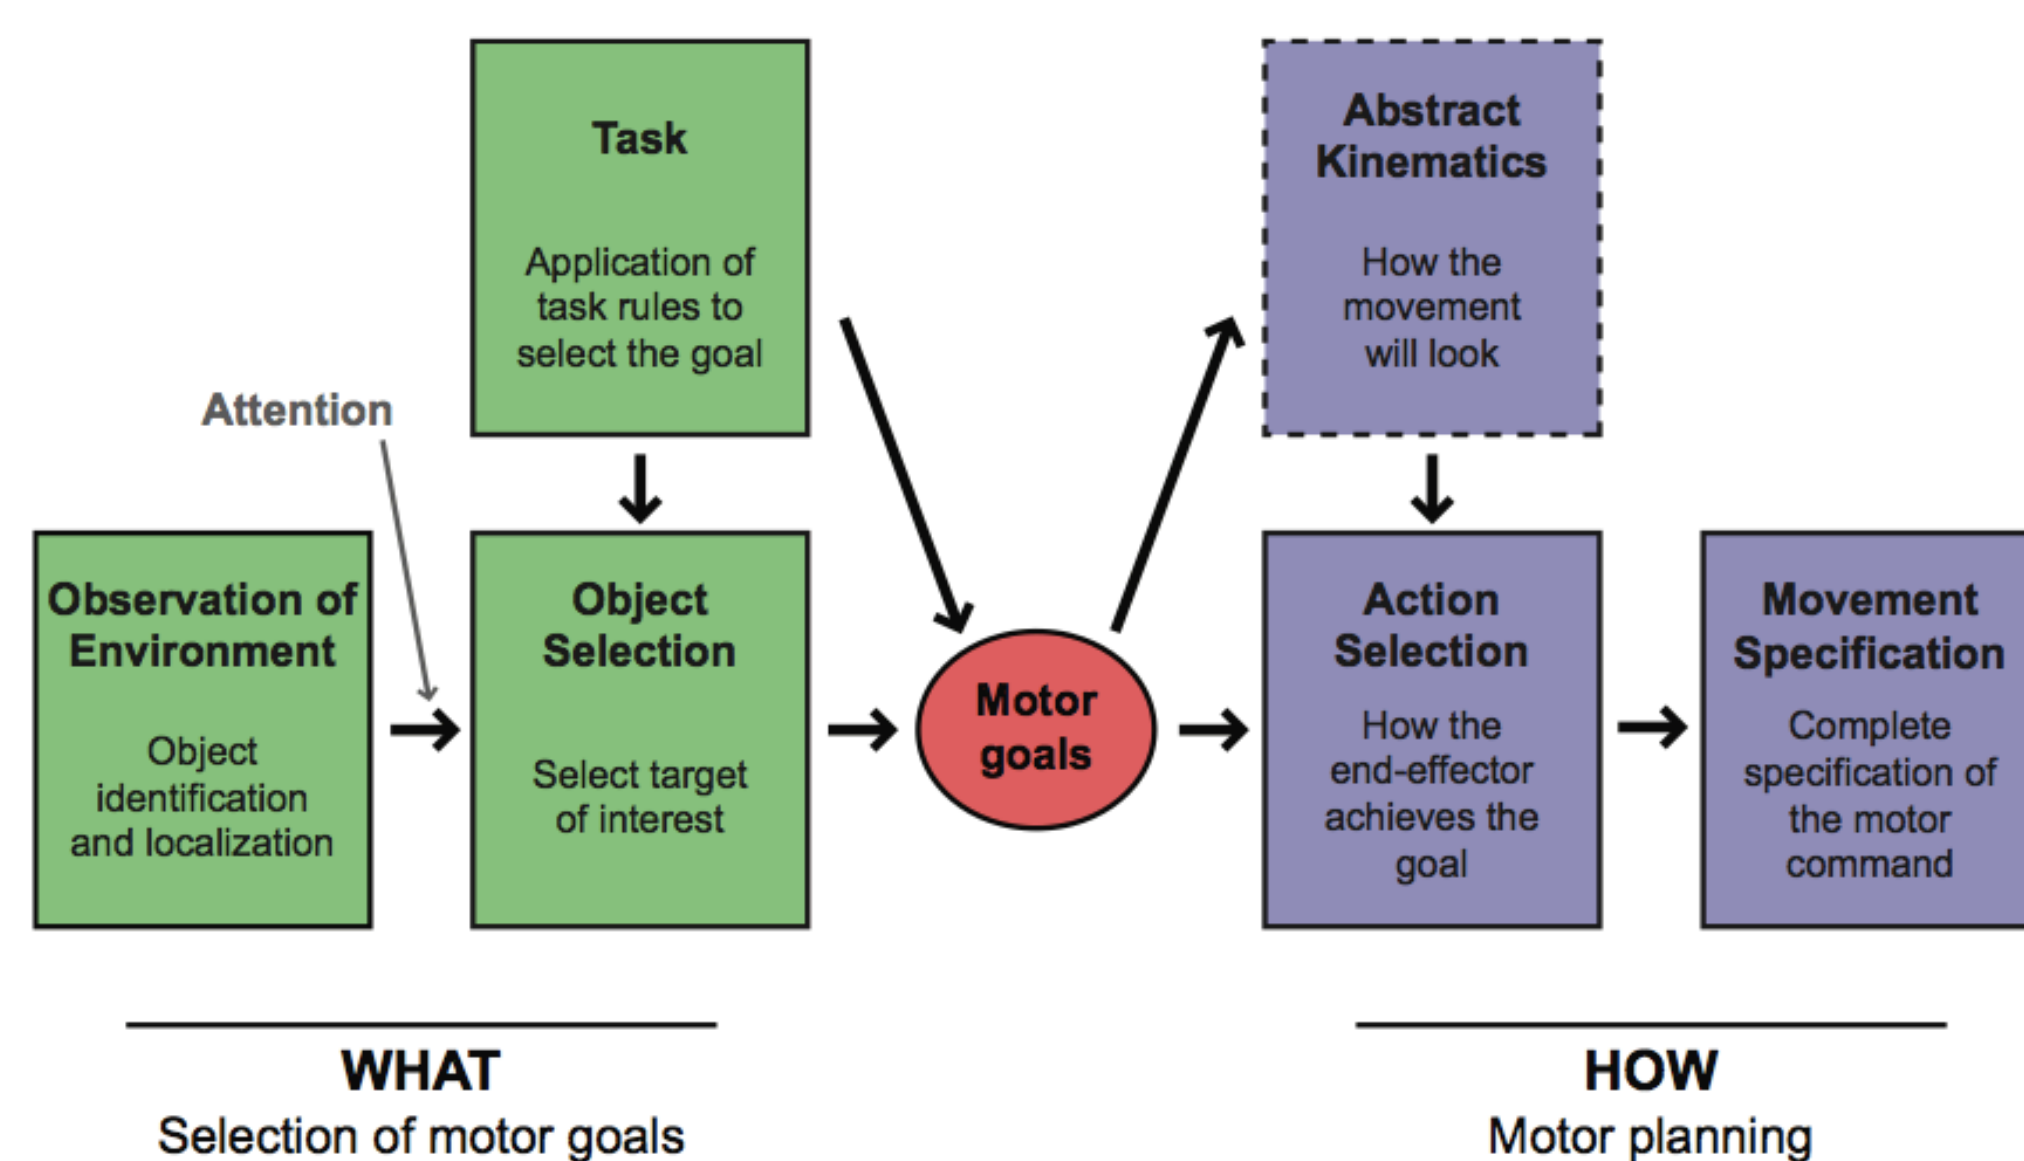 Task
Application of
task rules to
select the goal
Abstract
Kinematics
How the
movement
will look
Attention
Observation of
Environment
Object
identification
and localization
Object
Selection
Select target
of interest
Motor
goals
Action
Selection
How the
end-effector
achieves the
goal
Movement
Specification
Complete
specification of
the motor
command
WHAT
Selection of motor goals
HOW
Motor planning